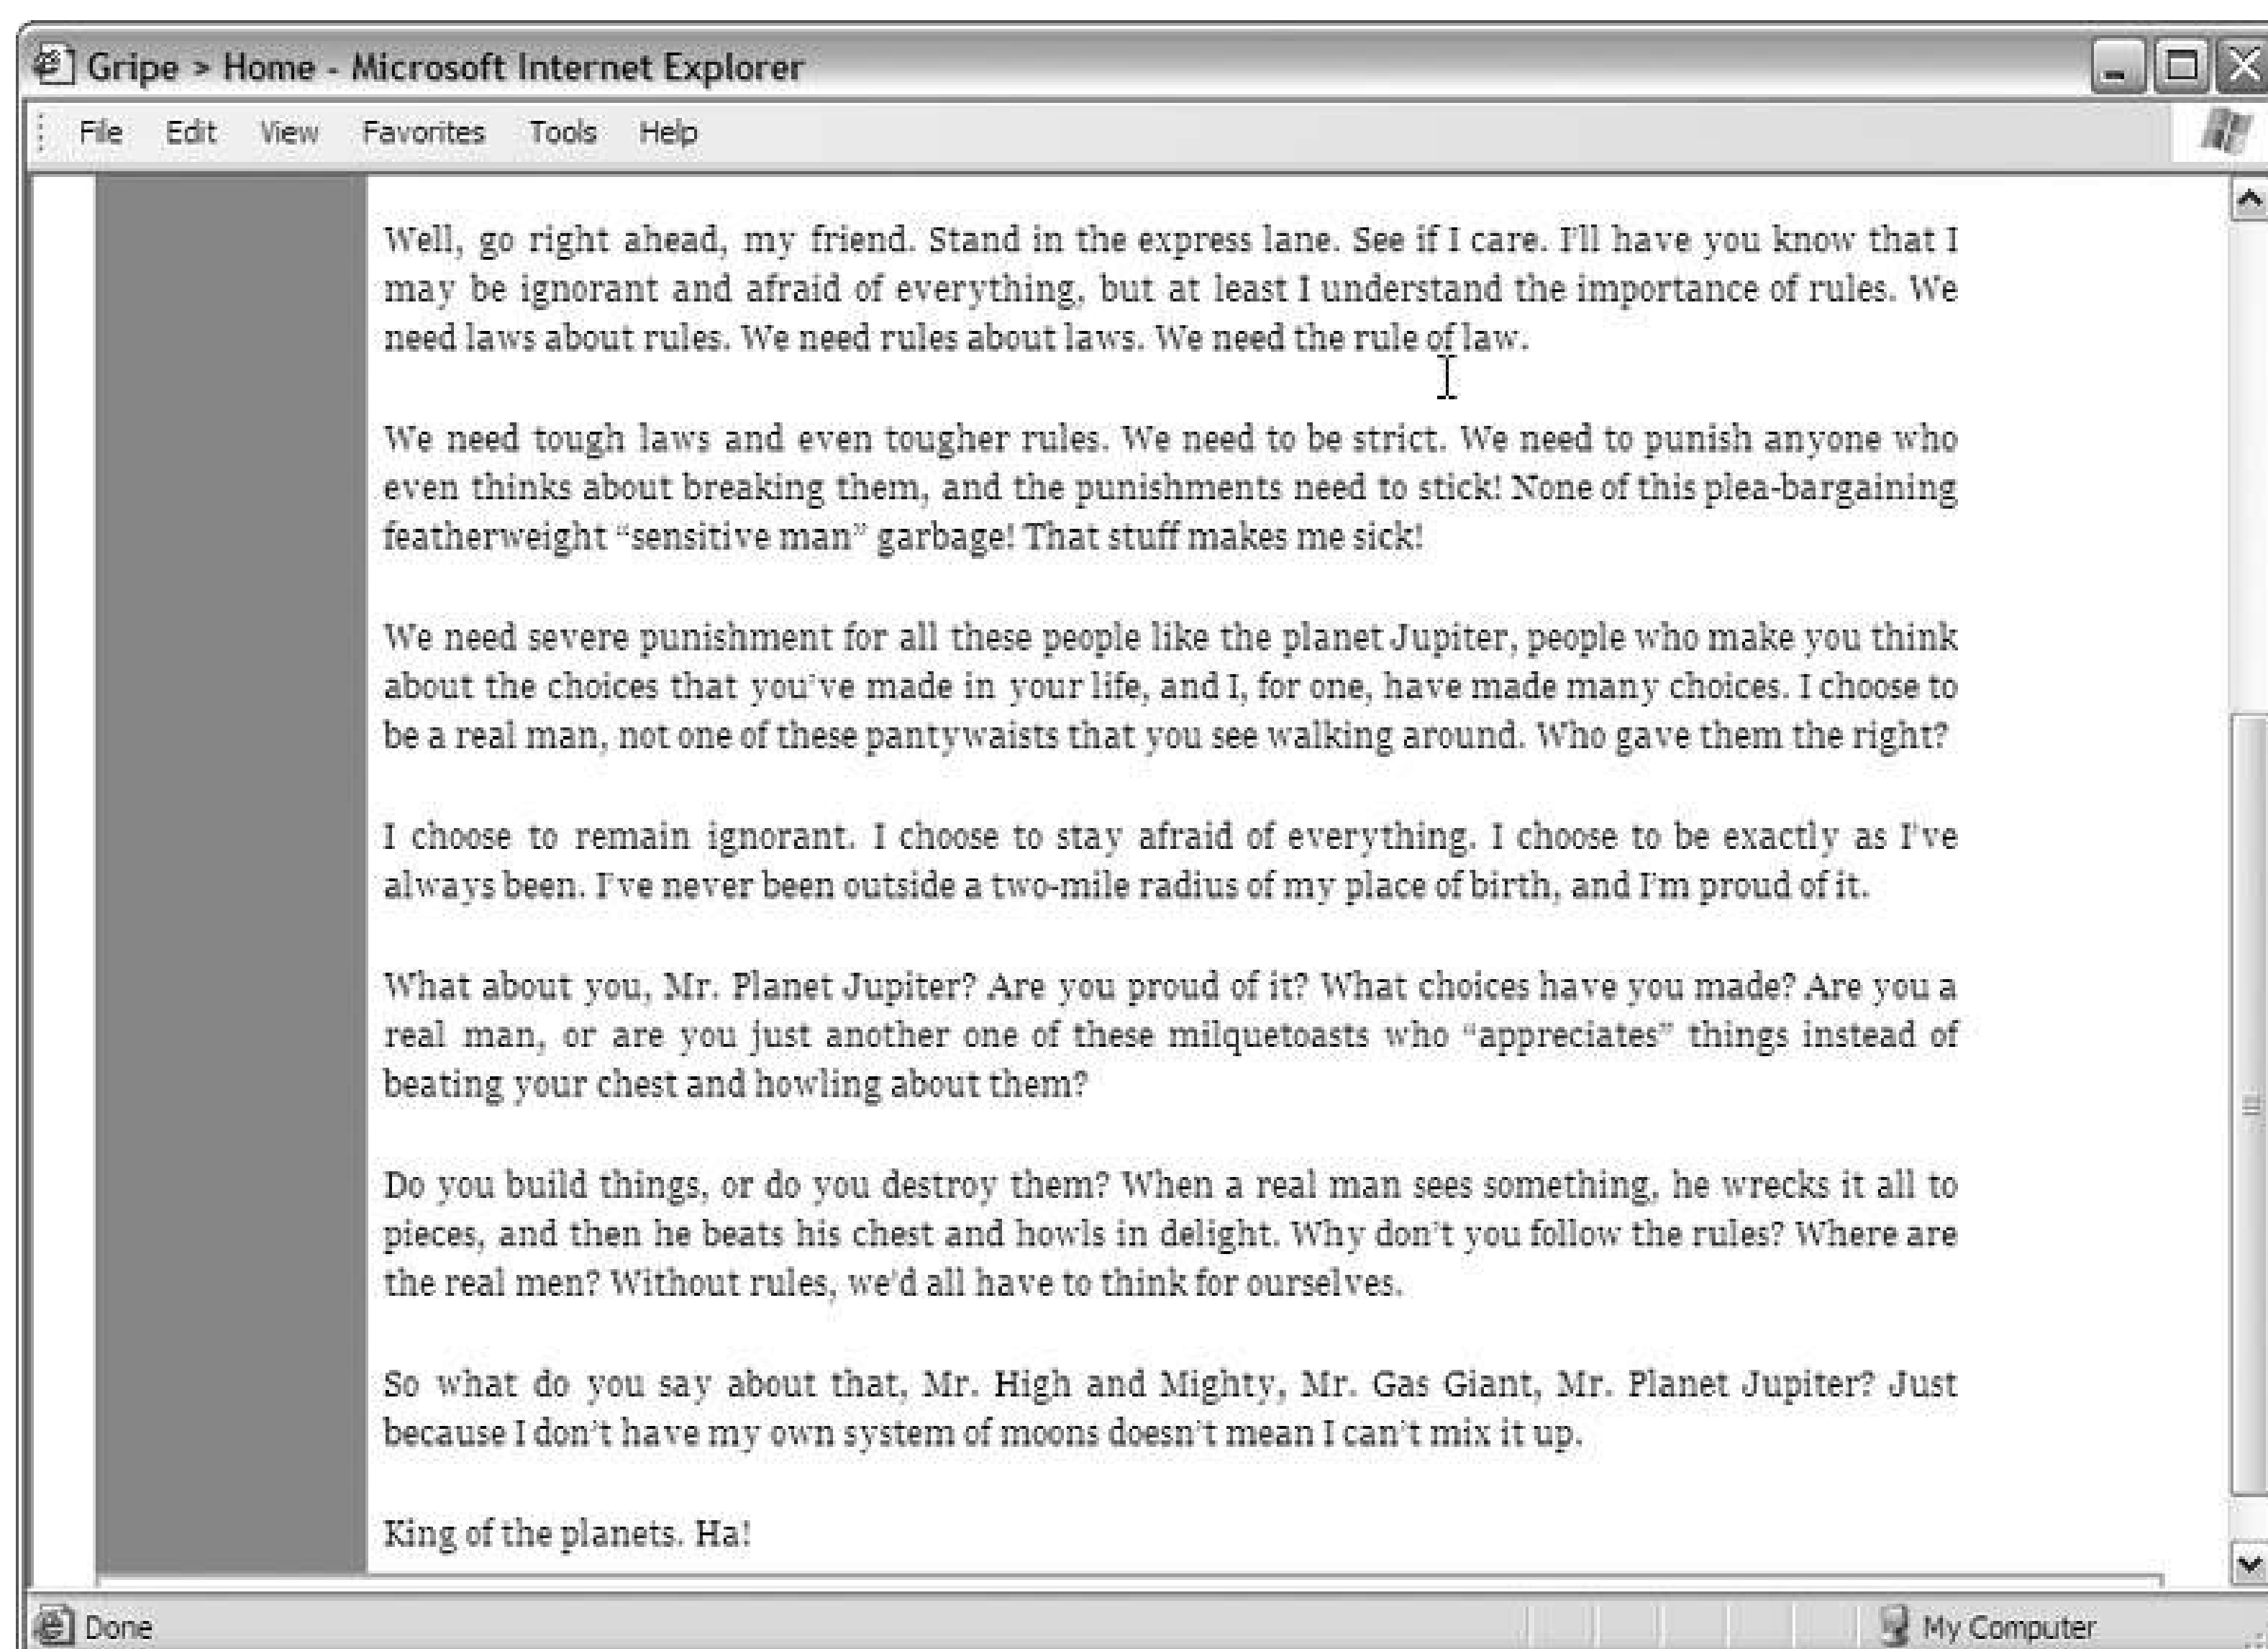 Gripe > Home - Microsoft Internet Explorer
File Edit View Favorites Tools Help
Well, go right ahead, my friend. Stand in the express lane. See if I care. I'll have you know that I
may be ignorant and afraid of everything, but at least I understand the importance of rules. We
need laws about rules. We need rules about laws. We need the rule of law.
We need tough laws and even tougher rules. We need to be strict. We need to punish anyone who
even thinks about breaking them, and the punishments need to stick! None of this plea-bargaining
featherweight “sensitive man” garbage! That stuff makes me sick!
We need severe punishment for all these people like the planet Jupiter, people who make you think
about the choices that you've made in your life, and I, for one, have made many choices. I choose to
be a real man, not one of these pantywaists that you see walking around. Who gave them the right?
I choose to remain ignorant. I choose to stay afraid of everything. I choose to be exactly as I've
always been. I've never been outside a two-mile radius of my place of birth, and I'm proud of it.
What about you, Mr. Planet Jupiter? Are you proud of it? What choices have you made? Are you a
real man, or are you just another one of these milquetoasts who “appreciates” things instead of
beating your chest and howling about them?
Do you build things, or do you destroy them? When a real man sees something, he wrecks it all to
pieces, and then he beats his chest and howls in delight. Why don't you follow the rules? Where are
the real men? Without rules, we'd all have to think for ourselves.
So what do you say about that, Mr. High and Mighty, Mr. Gas Giant, Mr. Planet Jupiter? Just
because I don't have my own system of moons doesn't mean I can't mix it up.
King of the planets. Ha!
Done My Computer